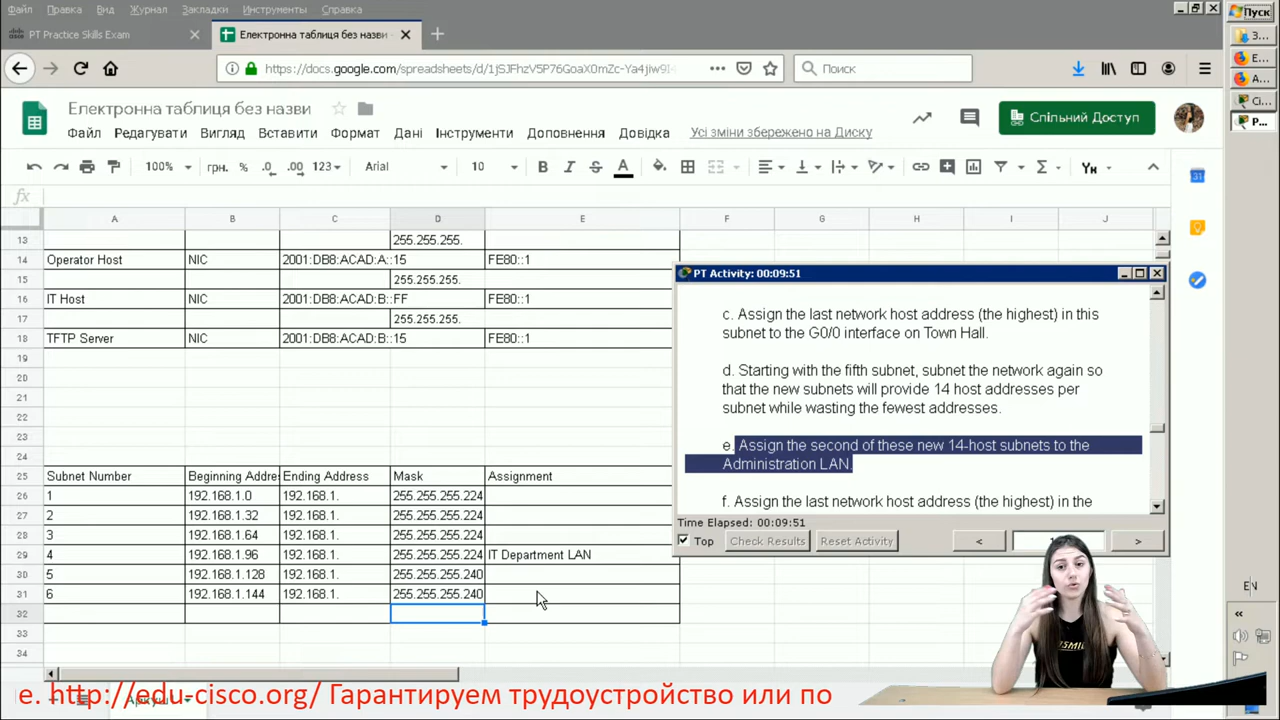 Файл Правка Вид Журнал Закладки Инструменты Справка
Пуск
PT Practice Skills Exam
Електронна таблиця без назви -
https://docs.google.com/spreadsheets/d/1jSJFhzV5P76GoaX0mZc-Ya4jiw9I
Поиск
Електронна таблиця без назви
Файл Редагувати Вигляд Вставити Формат Дані Інструменти Доповнення Довідка Усі зміни збережено на Диску
Спільний Доступ
100% грн. % .0 .00 123 Arial 10
fx
A B C D E F G H I J
13 255.255.255.
14 Operator Host NIC 2001:DB8:ACAD:A::15 FE80::1
15 255.255.255.
16 IT Host NIC 2001:DB8:ACAD:B::FF FE80::1
17 255.255.255.
18 TFTP Server NIC 2001:DB8:ACAD:B::15 FE80::1
19
20
21
22
23
24
25 Subnet Number Beginning Addre Ending Address Mask Assignment
26 1 192.168.1.0 192.168.1. 255.255.255.224
27 2 192.168.1.32 192.168.1. 255.255.255.224
28 3 192.168.1.64 192.168.1. 255.255.255.224
29 4 192.168.1.96 192.168.1. 255.255.255.224 IT Department LAN
30 5 192.168.1.128 192.168.1. 255.255.255.240
31 6 192.168.1.144 192.168.1. 255.255.255.240
32
33
34
PT Activity: 00:09:51
c. Assign the last network host address (the highest) in this
subnet to the G0/0 interface on Town Hall.
d. Starting with the fifth subnet, subnet the network again so
that the new subnets will provide 14 host addresses per
subnet while wasting the fewest addresses.
e. Assign the second of these new 14-host subnets to the
Administration LAN.
f. Assign the last network host address (the highest) in the
Time Elapsed: 00:09:51
Top Check Results Reset Activity < >
З...
E...
A...
Ci...
P...
EN
e. http://edu-cisco.org/ Гарантируем трудоустройство или по